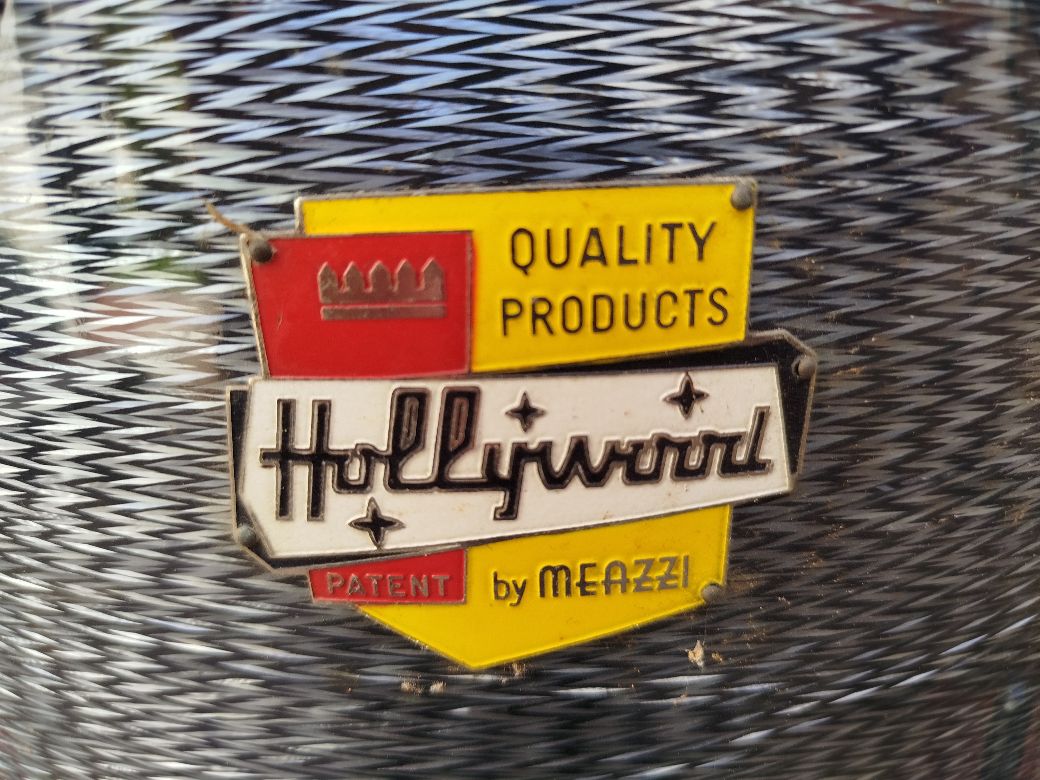 QUALITY
PRODUCTS
Hollywood
PATENT
by MEAZZI